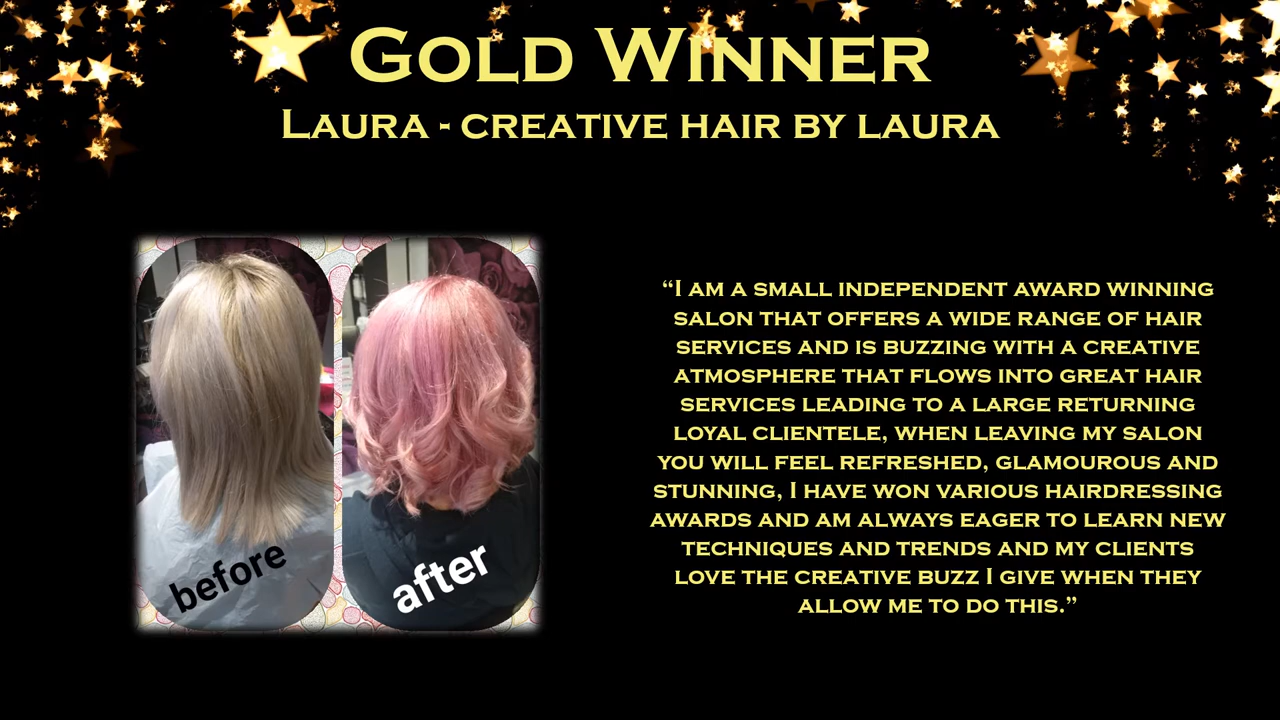 Gold Winner
Laura - creative hair by laura
before
after
“I am a small independent award winning
salon that offers a wide range of hair
services and is buzzing with a creative
atmosphere that flows into great hair
services leading to a large returning
loyal clientele, when leaving my salon
you will feel refreshed, glamourous and
stunning, I have won various hairdressing
awards and am always eager to learn new
techniques and trends and my clients
love the creative buzz I give when they
allow me to do this.”